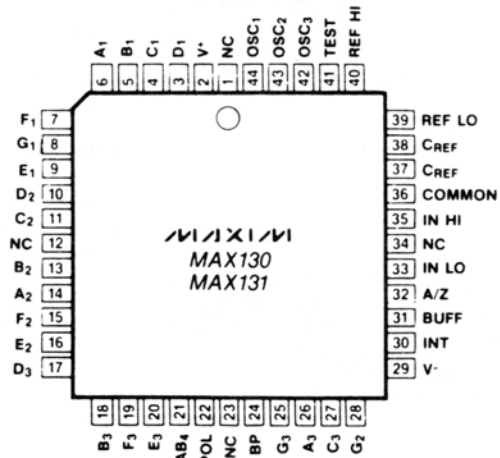 A₁ B₁ C₁ D₁ V⁺ NC OSC₁ OSC₂ OSC₃ TEST REF HI
6 5 4 3 2 1 44 43 42 41 40
F₁ 7
G₁ 8
E₁ 9
D₂ 10
C₂ 11
NC 12
B₂ 13
A₂ 14
F₂ 15
E₂ 16
D₃ 17
MAXIM
MAX130
MAX131
39 REF LO
38 CREF
37 CREF
36 COMMON
35 IN HI
34 NC
33 IN LO
32 A/Z
31 BUFF
30 INT
29 V-
18 19 20 21 22 23 24 25 26 27 28
B₃ F₃ E₃ AB₄ POL NC BP G₃ A₃ C₃ G₂